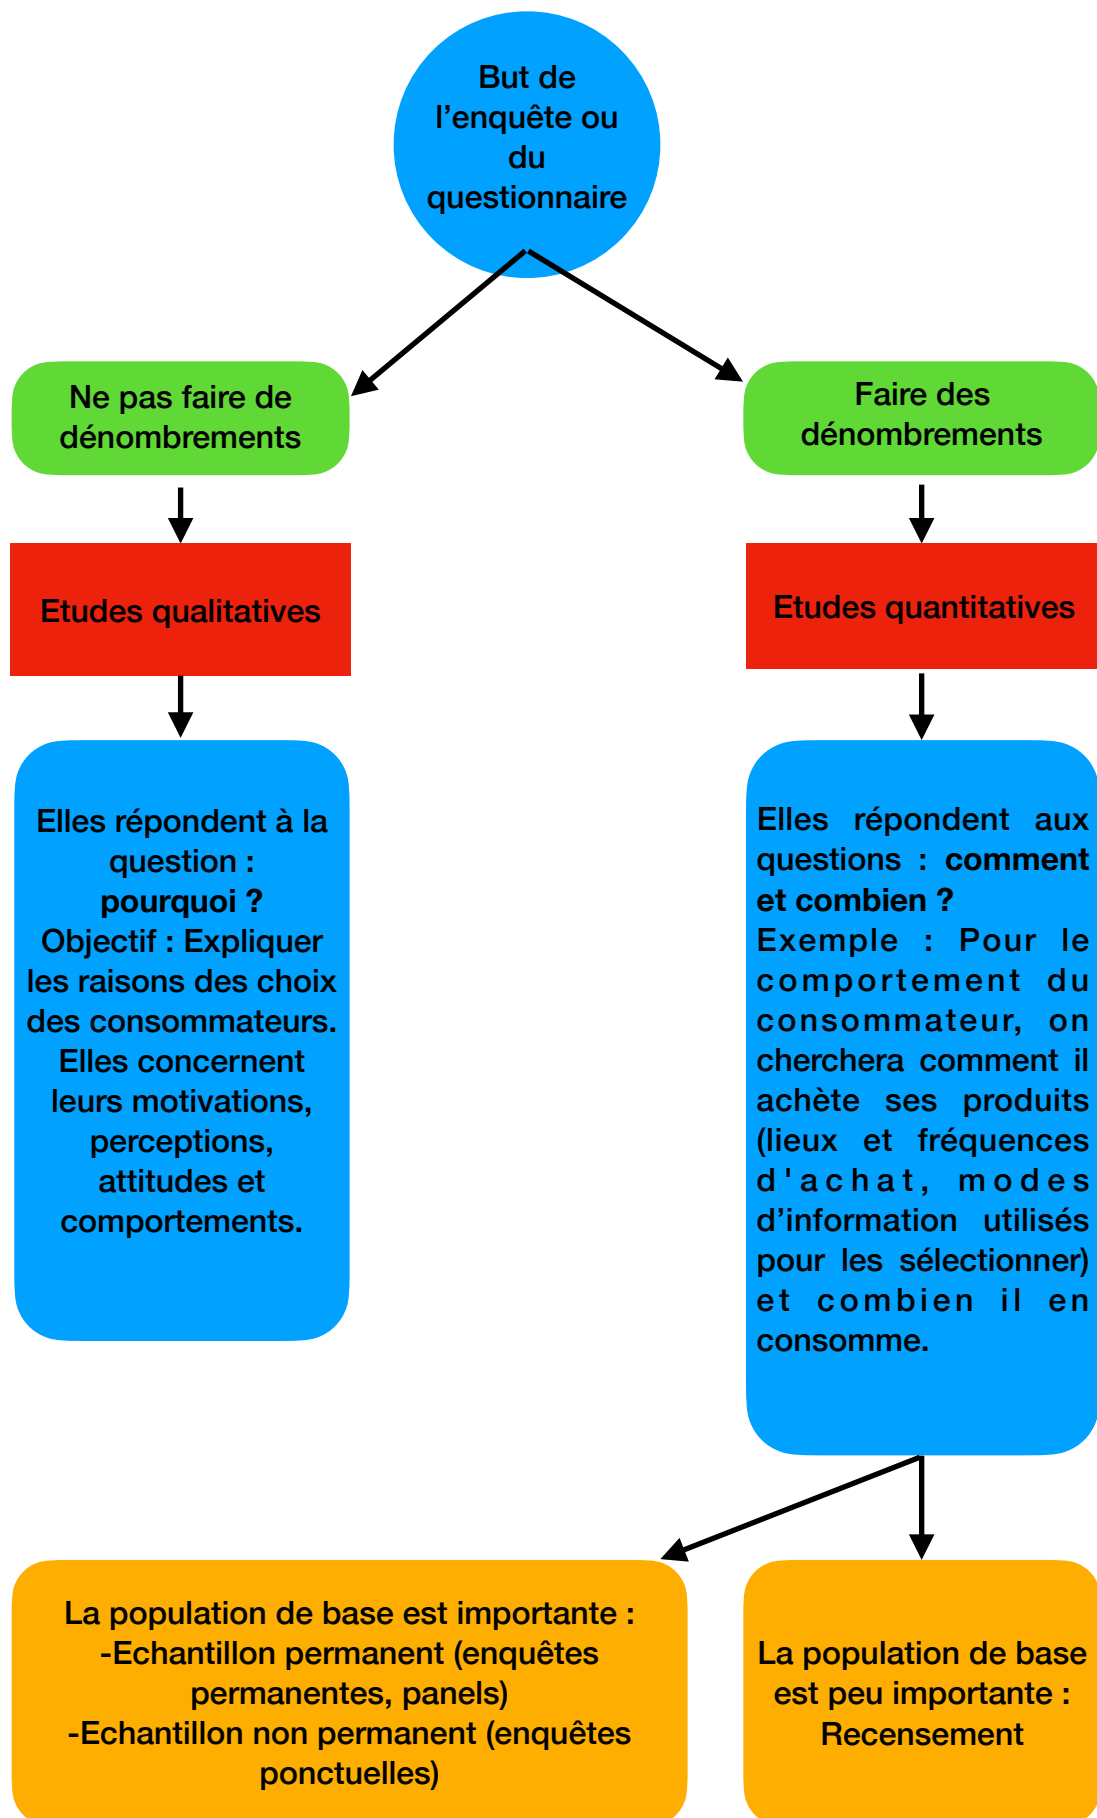 But de
l’enquête ou
du
questionnaire
Ne pas faire de
dénombrements
Faire des
dénombrements
Etudes qualitatives
Etudes quantitatives
Elles répondent à la
question :
pourquoi ?
Objectif : Expliquer
les raisons des choix
des consommateurs.
Elles concernent
leurs motivations,
perceptions,
attitudes et
comportements.
Elles répondent aux
questions : comment
et combien ?
Exemple : Pour le
comportement du
consommateur, on
cherchera comment il
achète ses produits
(lieux et fréquences
d'achat, modes
d’information utilisés
pour les sélectionner)
et combien il en
consomme.
La population de base est importante :
-Echantillon permanent (enquêtes
permanentes, panels)
-Echantillon non permanent (enquêtes
ponctuelles)
La population de base
est peu importante :
Recensement